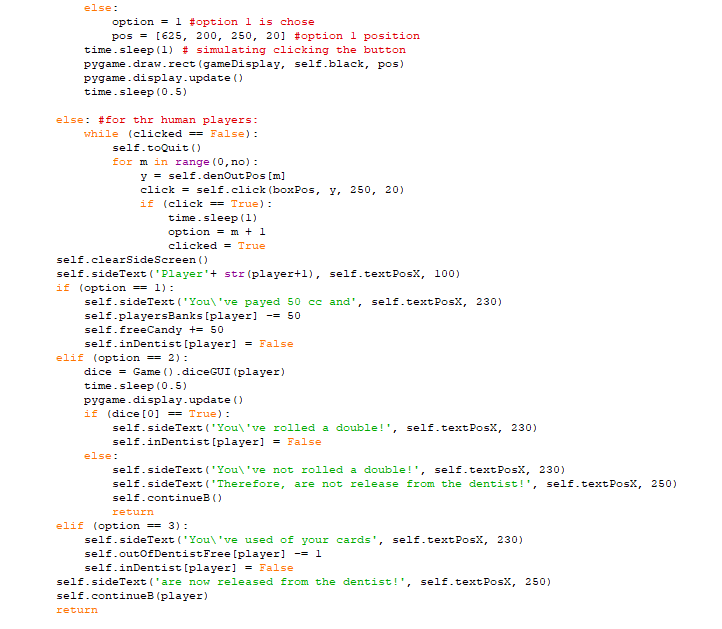 else:
option = 1 #option 1 is chose
pos = [625, 200, 250, 20] #option 1 position
time.sleep(1) # simulating clicking the button
pygame.draw.rect(gameDisplay, self.black, pos)
pygame.display.update()
time.sleep(0.5)
else: #for thr human players:
while (clicked == False):
self.toQuit()
for m in range(0,no):
y = self.denOutPos[m]
click = self.click(boxPos, y, 250, 20)
if (click == True):
time.sleep(1)
option = m + 1
clicked = True
self.clearSideScreen()
self.sideText('Player'+ str(player+1), self.textPosX, 100)
if (option == 1):
self.sideText('You\'ve payed 50 cc and', self.textPosX, 230)
self.playersBanks[player] -= 50
self.freeCandy += 50
self.inDentist[player] = False
elif (option == 2):
dice = Game().diceGUI(player)
time.sleep(0.5)
pygame.display.update()
if (dice[0] == True):
self.sideText('You\'ve rolled a double!', self.textPosX, 230)
self.inDentist[player] = False
else:
self.sideText('You\'ve not rolled a double!', self.textPosX, 230)
self.sideText('Therefore, are not release from the dentist!', self.textPosX, 250)
self.continueB()
return
elif (option == 3):
self.sideText('You\'ve used of your cards', self.textPosX, 230)
self.outOfDentistFree[player] -= 1
self.inDentist[player] = False
self.sideText('are now released from the dentist!', self.textPosX, 250)
self.continueB(player)
return